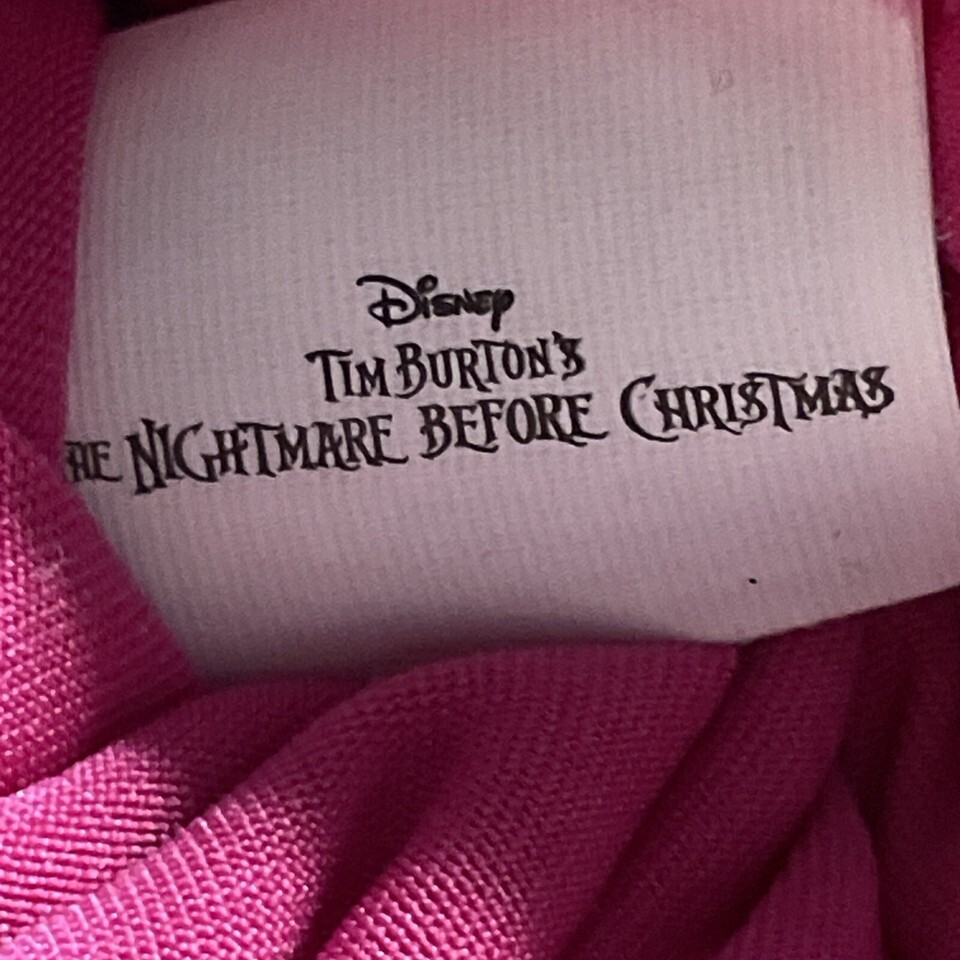 Disney
TIM BURTON'S
HE NIGHTMARE BEFORE CHRISTMAS